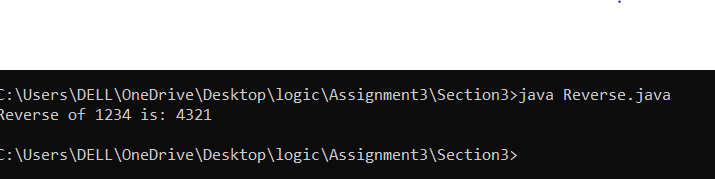 C:\Users\DELL\OneDrive\Desktop\logic\Assignment3\Section3>java Reverse.java
Reverse of 1234 is: 4321
C:\Users\DELL\OneDrive\Desktop\logic\Assignment3\Section3>